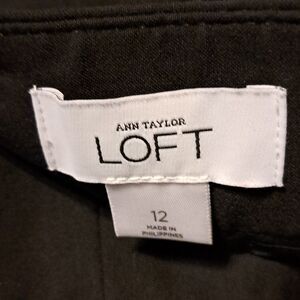 ANN TAYLOR
LOFT
12
MADE IN
PHILIPPINES